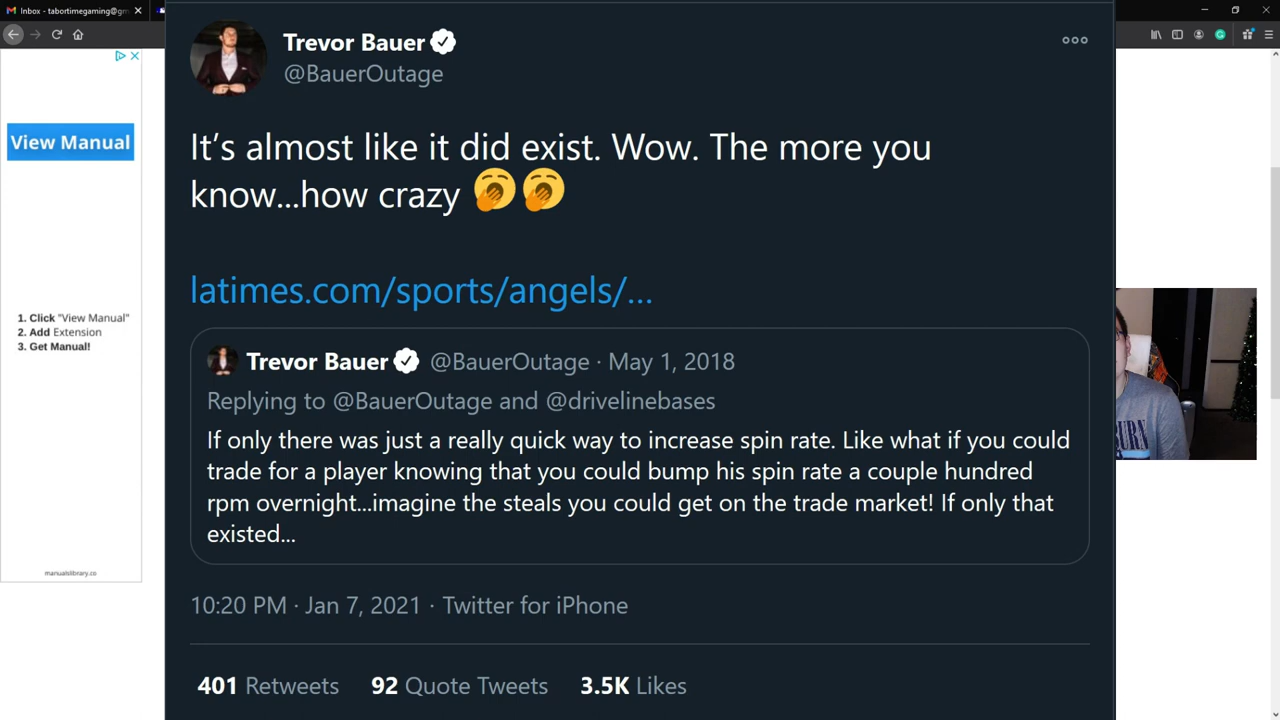 Inbox - tabortimegaming@gm
View Manual
1. Click "View Manual"
2. Add Extension
3. Get Manual!
manualslibrary.co
Trevor Bauer
@BauerOutage
It’s almost like it did exist. Wow. The more you
know...how crazy 🥱🥱
latimes.com/sports/angels/...
Trevor Bauer @BauerOutage · May 1, 2018
Replying to @BauerOutage and @drivelinebases
If only there was just a really quick way to increase spin rate. Like what if you could
trade for a player knowing that you could bump his spin rate a couple hundred
rpm overnight...imagine the steals you could get on the trade market! If only that
existed...
10:20 PM · Jan 7, 2021 · Twitter for iPhone
401 Retweets 92 Quote Tweets 3.5K Likes